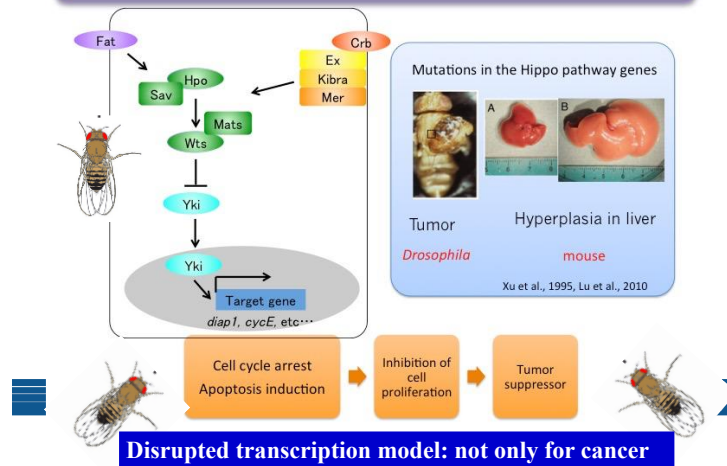 Fat
Crb
Ex
Hpo
Kibra
Sav
Mer
Mats
Wts
Yki
Yki
Target gene
diap1, cycE, etc…
Mutations in the Hippo pathway genes
A
B
Tumor
Hyperplasia in liver
Drosophila
mouse
Xu et al., 1995, Lu et al., 2010
Cell cycle arrest
Apoptosis induction
Inhibition of
cell
proliferation
Tumor
suppressor
Disrupted transcription model: not only for cancer